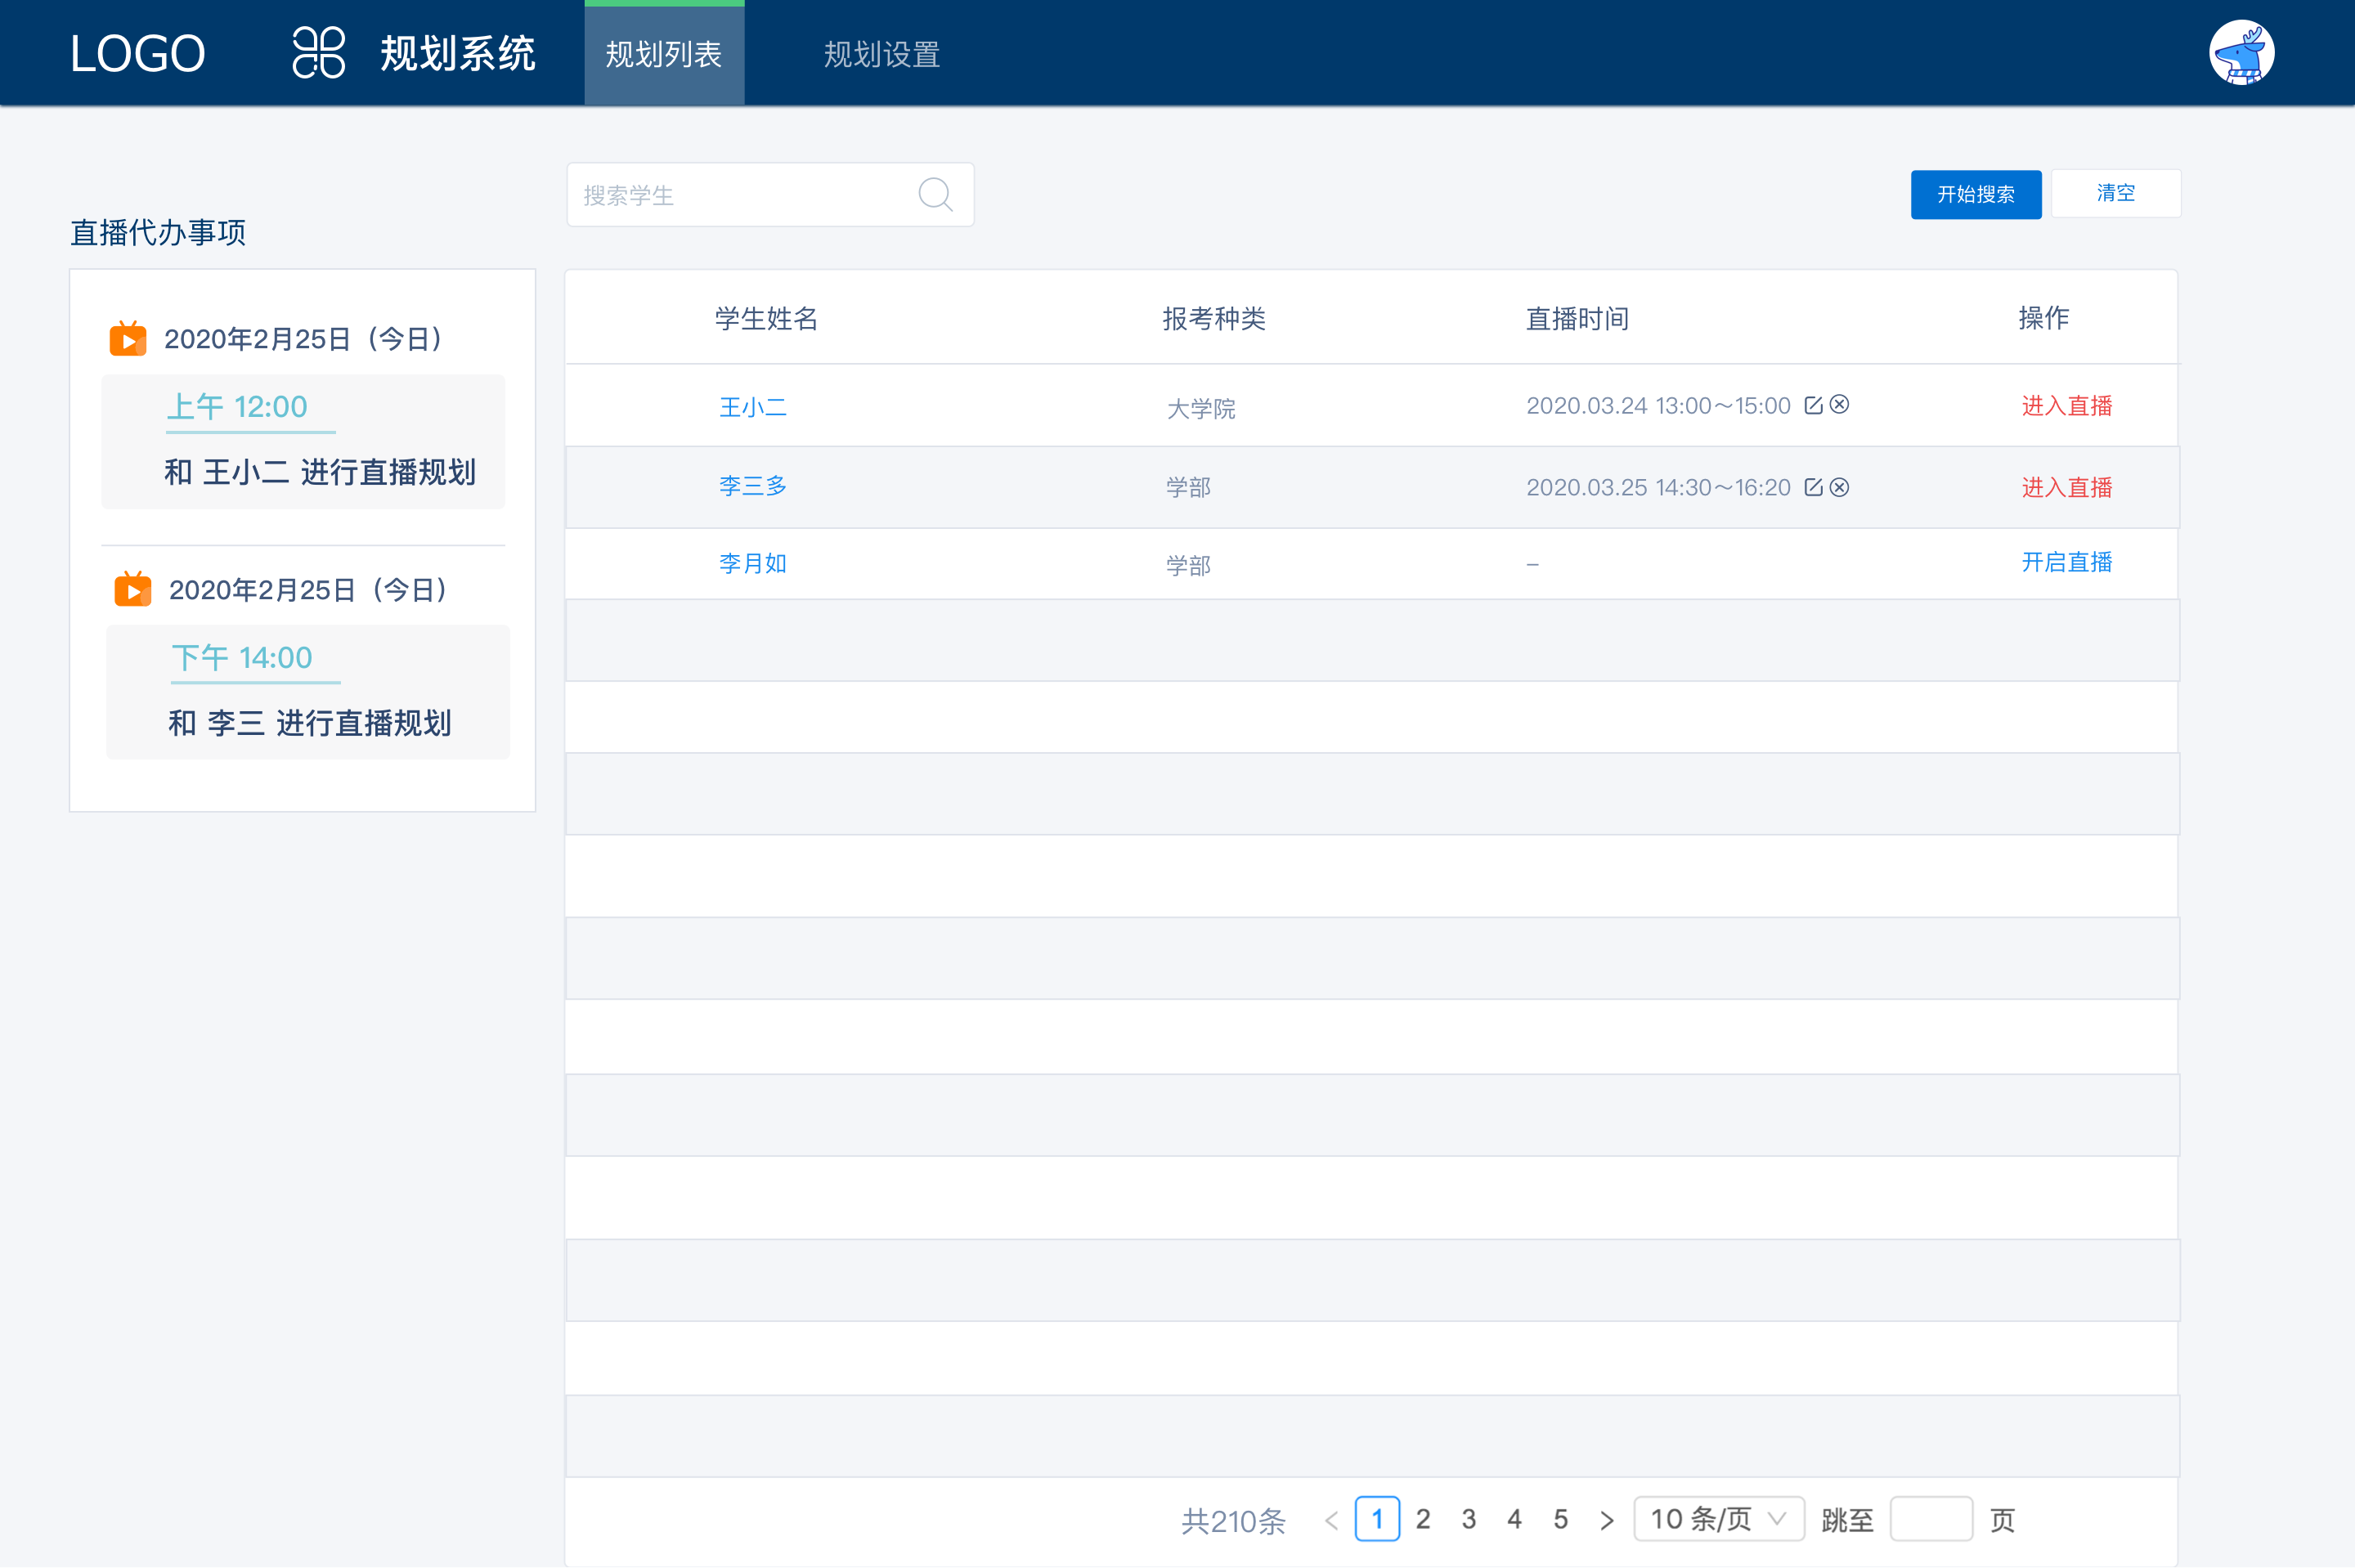 LOGO 规划系统 规划列表 规划设置
搜索学生 开始搜索 清空
直播代办事项
2020年2月25日（今日）
上午 12:00
和 王小二 进行直播规划
2020年2月25日（今日）
下午 14:00
和 李三 进行直播规划
学生姓名 报考种类 直播时间 操作
王小二 大学院 2020.03.24 13:00～15:00 进入直播
李三多 学部 2020.03.25 14:30～16:20 进入直播
李月如 学部 – 开启直播
共210条 < 1 2 3 4 5 > 10 条/页 跳至 页